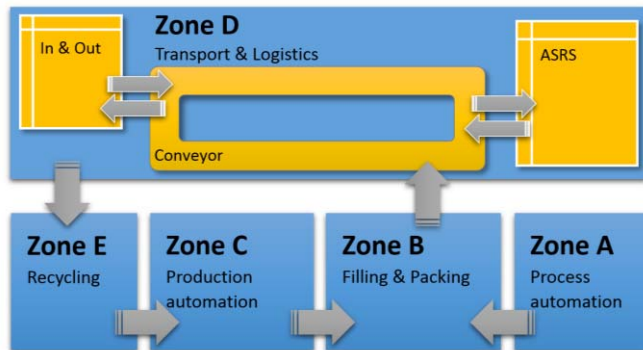 Zone D
In & Out
Transport & Logistics
ASRS
Conveyor
Zone E
Recycling
Zone C
Production
automation
Zone B
Filling & Packing
Zone A
Process
automation